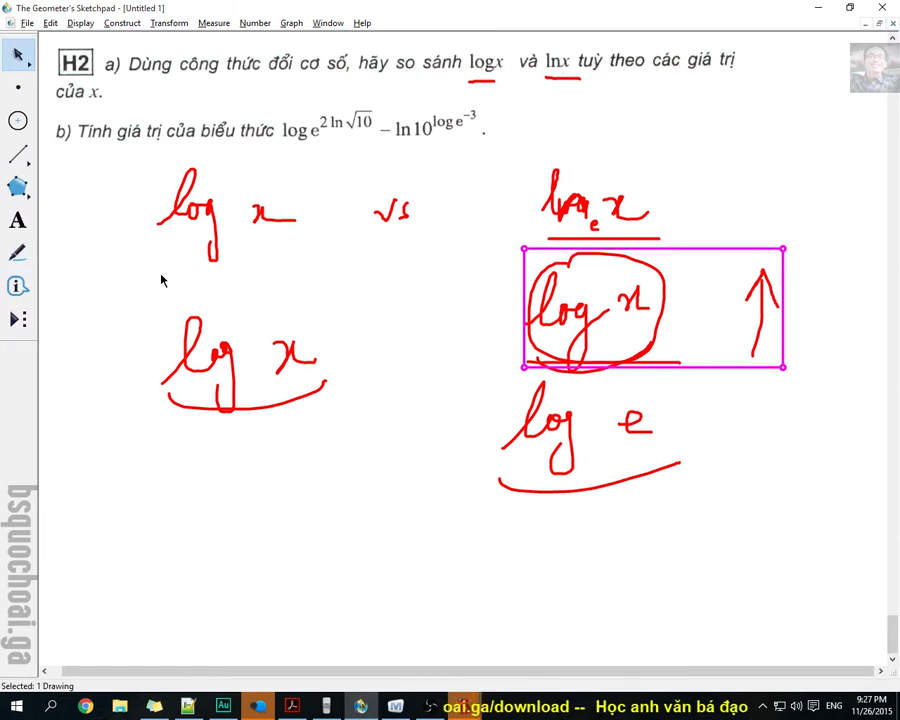 The Geometer's Sketchpad - [Untitled 1]
File Edit Display Construct Transform Measure Number Graph Window Help
H2 a) Dùng công thức đổi cơ số, hãy so sánh logx và lnx tuỳ theo các giá trị
của x.
b) Tính giá trị của biểu thức log e^{2 ln √10} – ln10^{log e^{−3}} .
log x vs log_e x
log x
log x
log e
A
bsquochoai.ga
Selected: 1 Drawing
oai.ga/download -- Học anh văn bá đạo
ENG
9:27 PM
11/26/2015